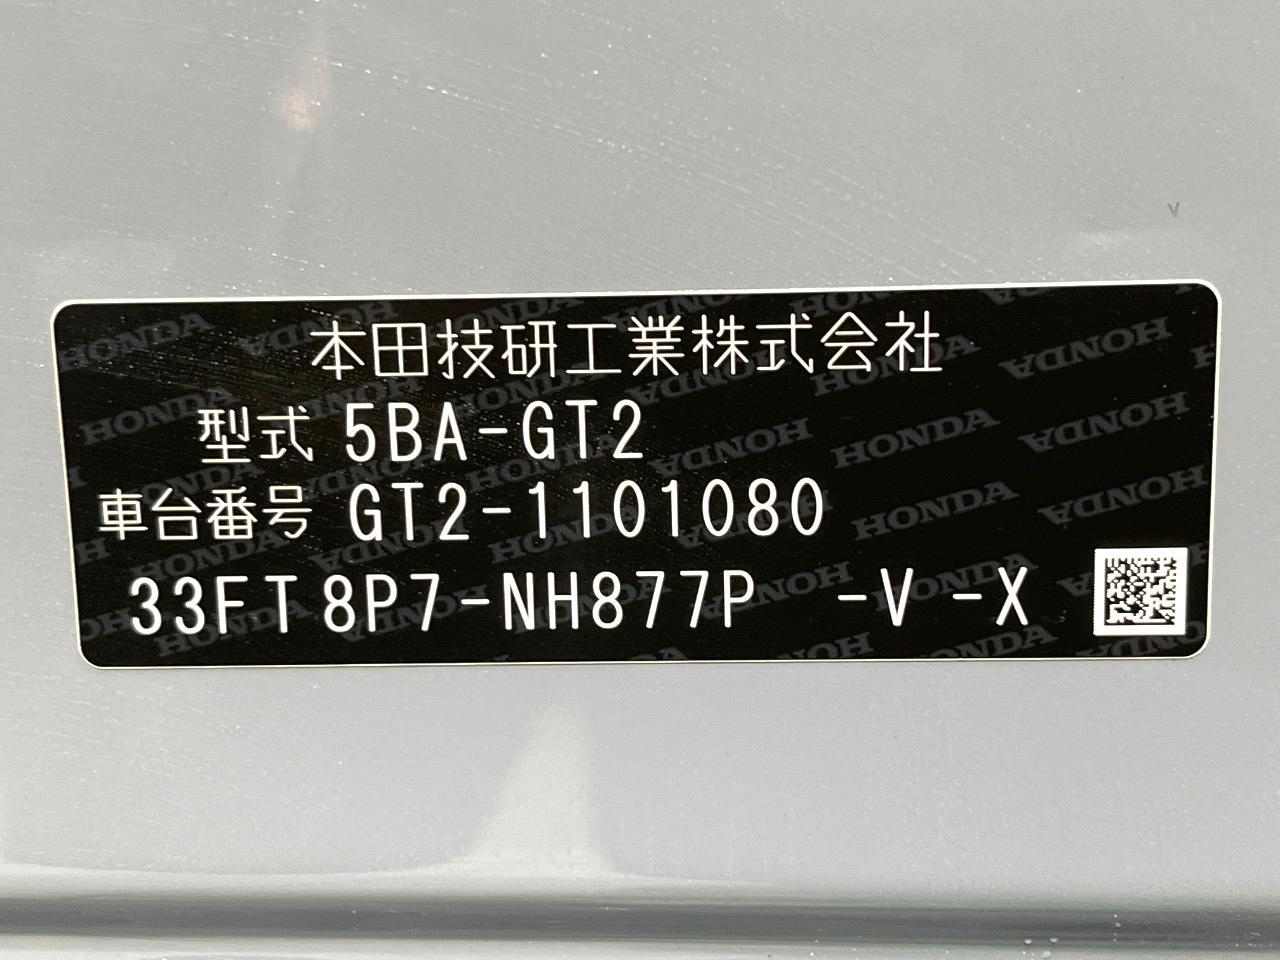 本田技研工業株式会社
型式 5BA-GT2
車台番号 GT2-1101080
33FT8P7-NH877P -V -X